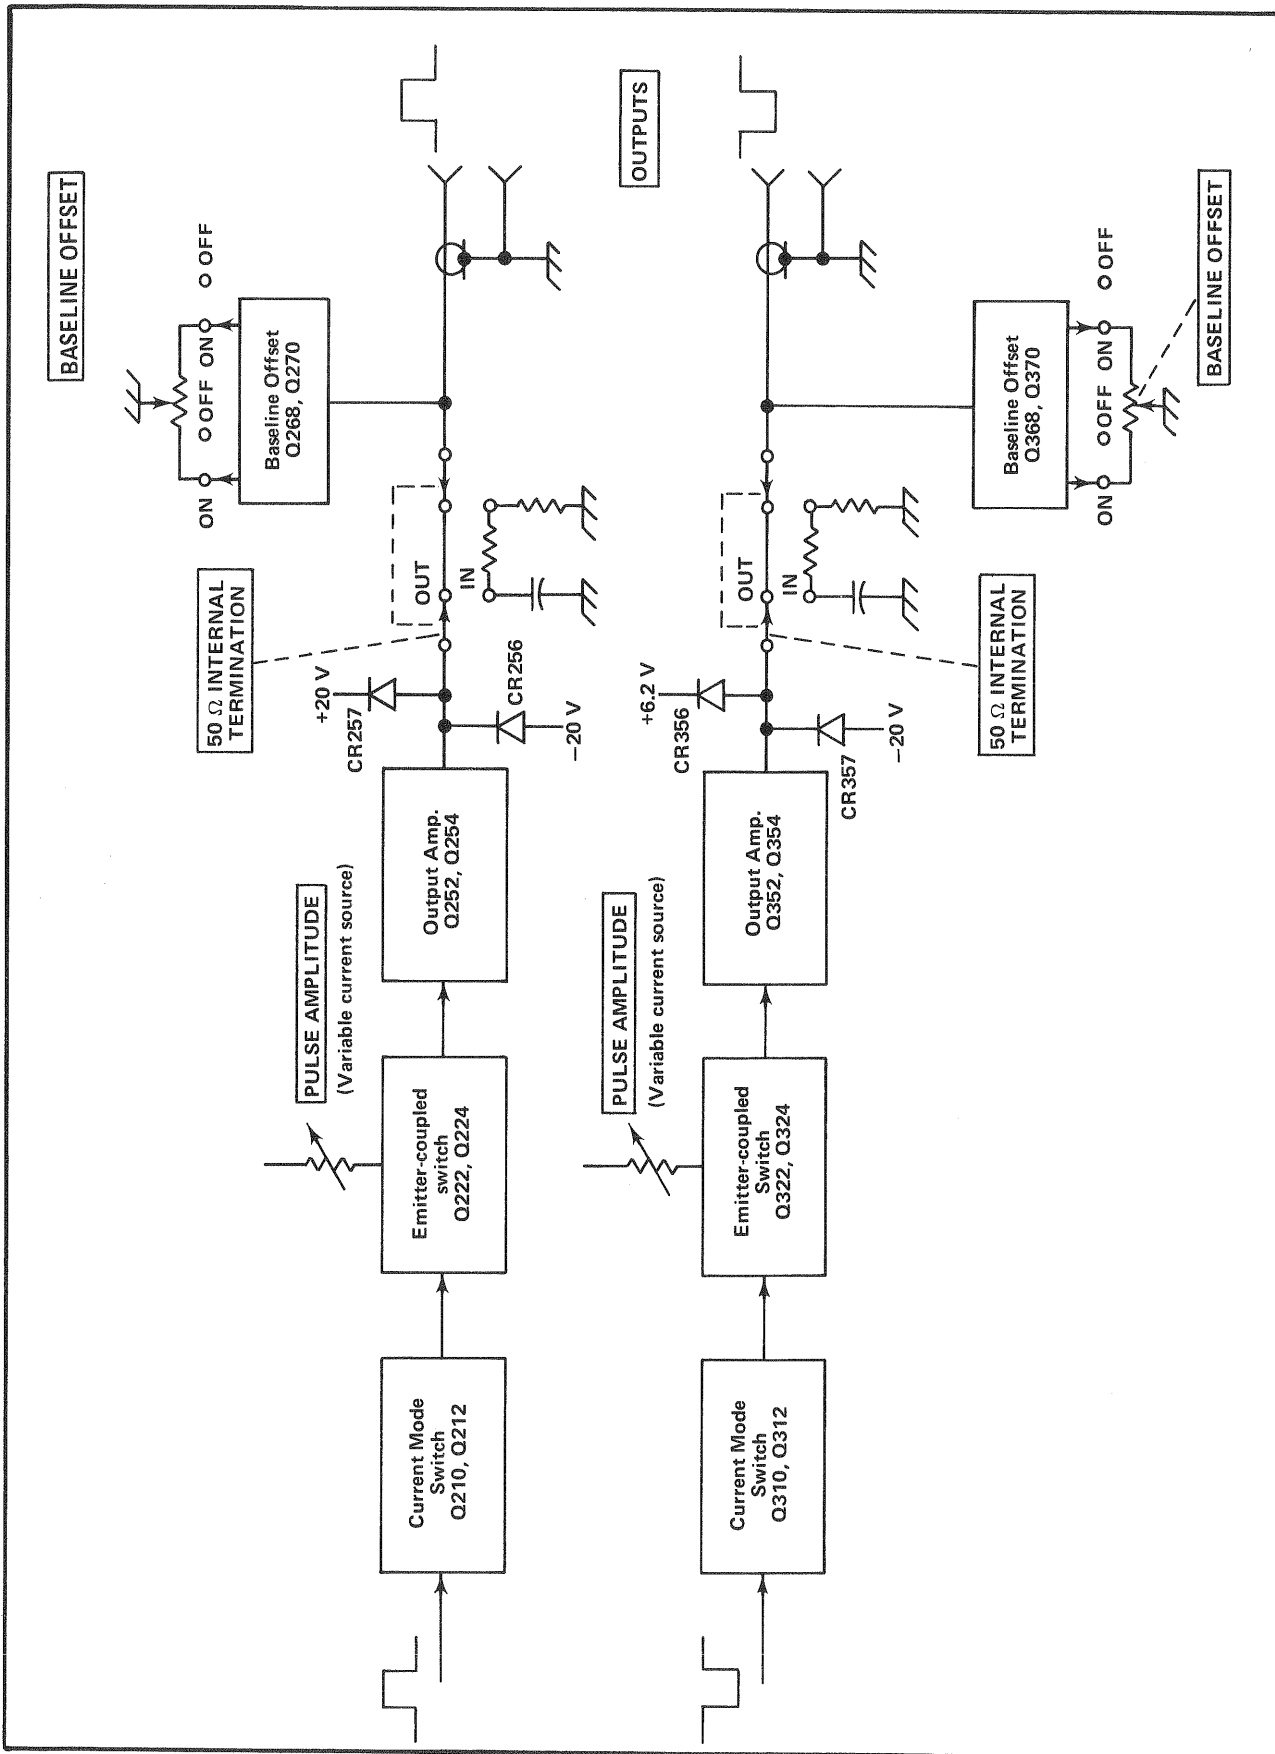 BASELINE OFFSET
ON
OFF
ON
OFF
Baseline Offset
Q268, Q270
50 Ω INTERNAL
TERMINATION
+20 V
CR257
CR256
−20 V
OUT
IN
PULSE AMPLITUDE
(Variable current source)
Current Mode
Switch
Q210, Q212
Emitter-coupled
switch
Q222, Q224
Output Amp.
Q252, Q254
OUTPUTS
PULSE AMPLITUDE
(Variable current source)
Current Mode
Switch
Q310, Q312
Emitter-coupled
Switch
Q322, Q324
Output Amp.
Q352, Q354
+6.2 V
CR356
CR357
−20 V
OUT
IN
50 Ω INTERNAL
TERMINATION
Baseline Offset
Q368, Q370
ON
OFF
ON
OFF
BASELINE OFFSET